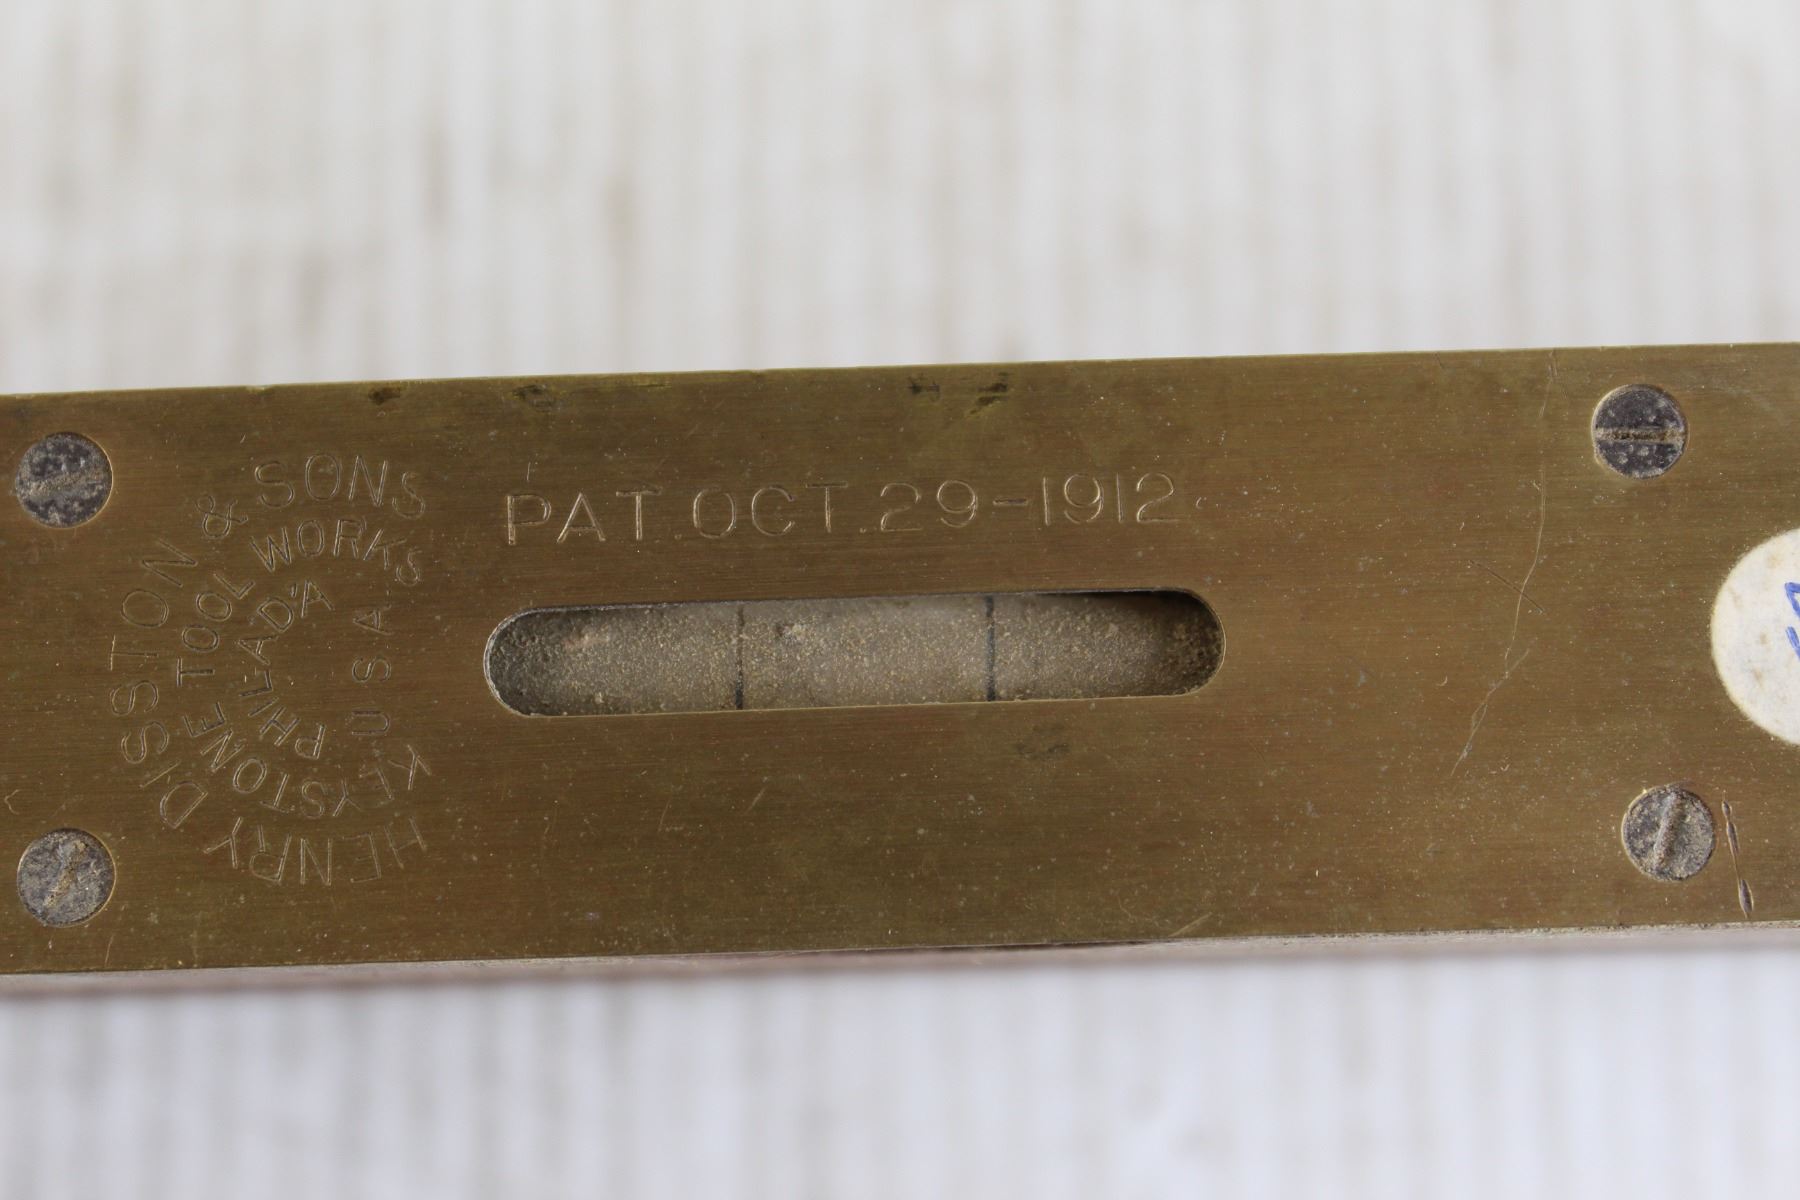 HENRY DISSTON & SONS
KEYSTONE TOOL WORKS
PHILAD'A
U S A
PAT. OCT. 29-1912.